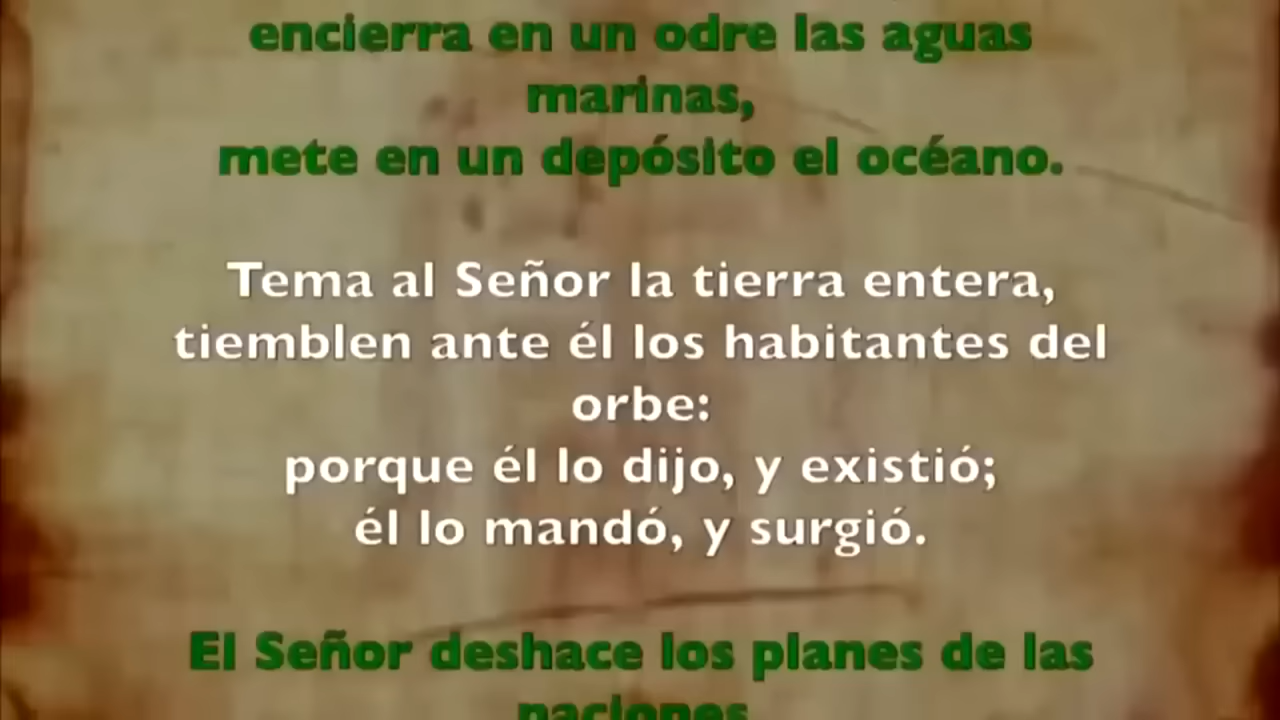 encierra en un odre las aguas
marinas,
mete en un depósito el océano.
Tema al Señor la tierra entera,
tiemblen ante él los habitantes del
orbe:
porque él lo dijo, y existió;
él lo mandó, y surgió.
El Señor deshace los planes de las
naciones